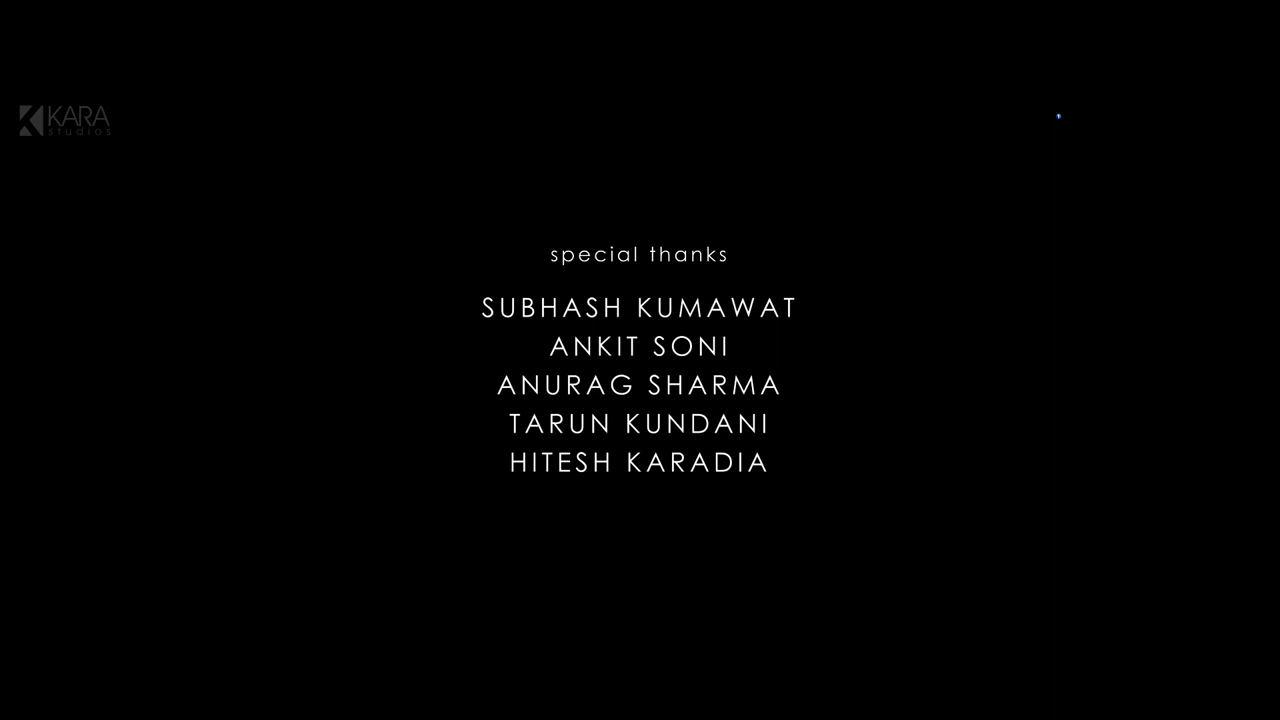 KARA
studios
special thanks
SUBHASH KUMAWAT
ANKIT SONI
ANURAG SHARMA
TARUN KUNDANI
HITESH KARADIA